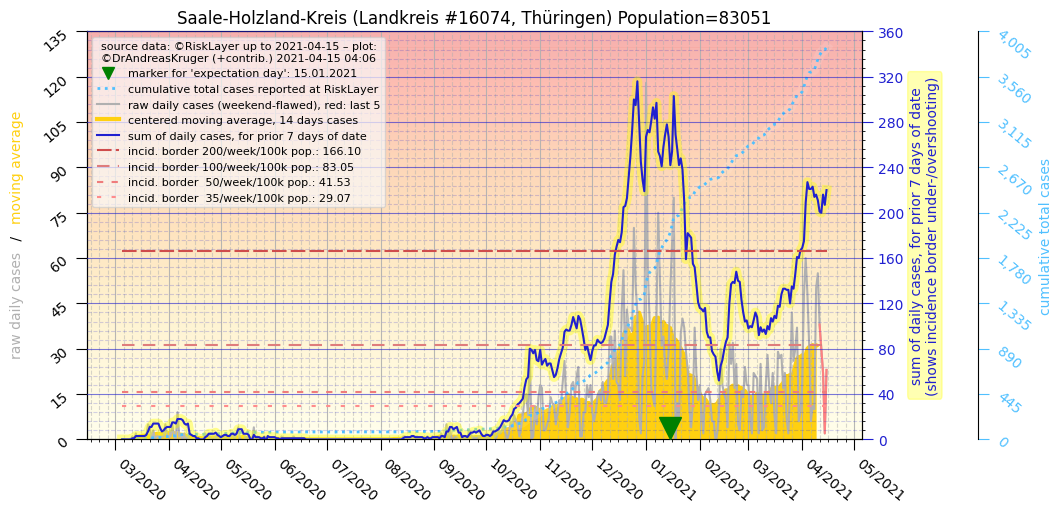 Saale-Holzland-Kreis (Landkreis #16074, Thüringen) Population=83051
source data: ©RiskLayer up to 2021-04-15 – plot:
©DrAndreasKruger (+contrib.) 2021-04-15 04:06
marker for 'expectation day': 15.01.2021
cumulative total cases reported at RiskLayer
raw daily cases (weekend-flawed), red: last 5
centered moving average, 14 days cases
sum of daily cases, for prior 7 days of date
incid. border 200/week/100k pop.: 166.10
incid. border 100/week/100k pop.: 83.05
incid. border 50/week/100k pop.: 41.53
incid. border 35/week/100k pop.: 29.07
raw daily cases / moving average
135
120
105
90
75
60
45
30
15
0
03/2020
04/2020
05/2020
06/2020
07/2020
08/2020
09/2020
10/2020
11/2020
12/2020
01/2021
02/2021
03/2021
04/2021
05/2021
360
320
280
240
200
160
120
80
40
0
sum of daily cases, for prior 7 days of date
(shows incidence border under-/overshooting)
4,005
3,560
3,115
2,670
2,225
1,780
1,335
890
445
0
cumulative total cases